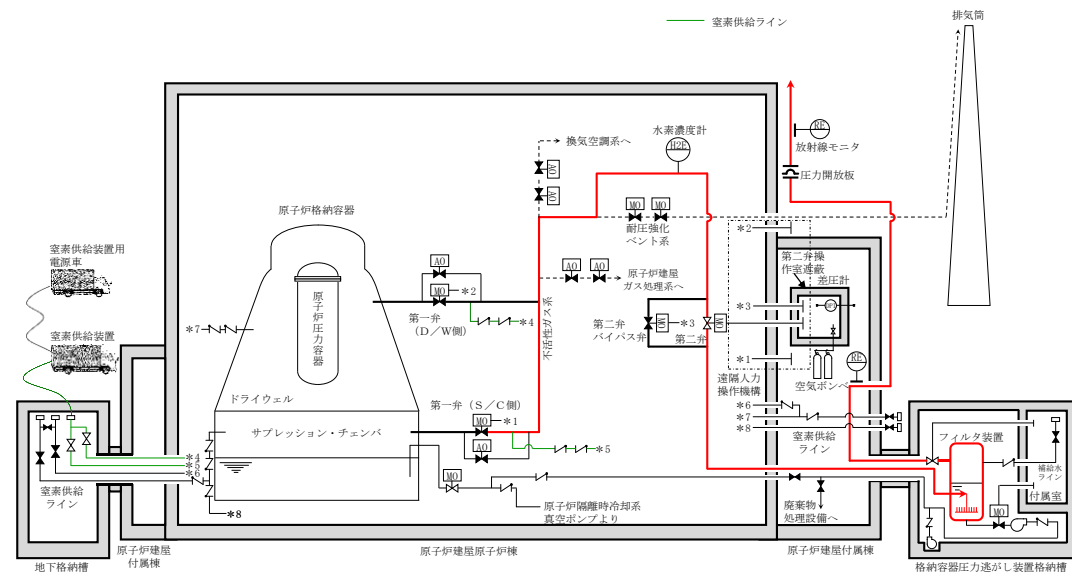 窒素供給ライン
排気筒
換気空調系へ
AO
AO
水素濃度計
H2E
RE
放射線モニタ
圧力開放板
原子炉格納容器
MO
MO
耐圧強化
ベント系
*2
第二弁操
作室遮蔽
差圧計
DPI
窒素供給装置用
電源車
AO
MO
*2
AO
AO
原子炉建屋
ガス処理系へ
原子炉圧力容器
不活性ガス系
*3
*4
第一弁
(D/W側)
*7
窒素供給装置
第二弁
バイパス弁
MO
*3
第二弁
MO
*1
RE
遠隔人力
操作機構
空気ボンベ
ドライウェル
第一弁(S/C側)
MO
*1
*6
*7
*8
サプレッション・チェンバ
AO
*5
窒素供給
ライン
フィルタ装置
*4
*5
*6
MO
補給水
ライン
窒素供給
ライン
付属室
*8
原子炉隔離時冷却系
真空ポンプより
廃棄物
処理設備へ
MO
原子炉建屋
付属棟
原子炉建屋原子炉棟
原子炉建屋付属棟
地下格納槽
格納容器圧力逃がし装置格納槽